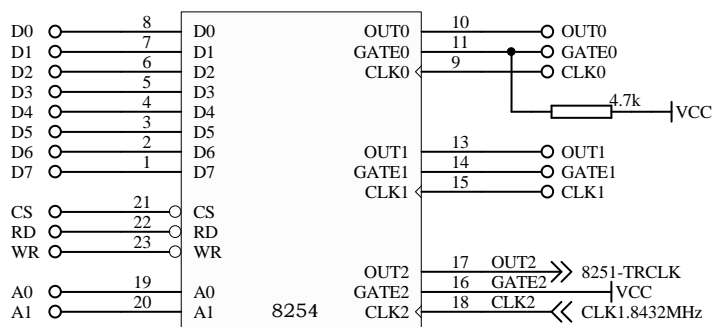 D0 8 D0 OUT0 10 OUT0
D1 7 D1 GATE0 11 GATE0
D2 6 D2 CLK0 9 CLK0
D3 5 D3
D4 4 D4 4.7k VCC
D5 3 D5
D6 2 D6 OUT1 13 OUT1
D7 1 D7 GATE1 14 GATE1
CLK1 15 CLK1
CS 21 CS
RD 22 RD
WR 23 WR
OUT2 17 OUT2 8251-TRCLK
A0 19 A0 GATE2 16 GATE2 VCC
A1 20 A1 8254 CLK2 18 CLK2 CLK1.8432MHz